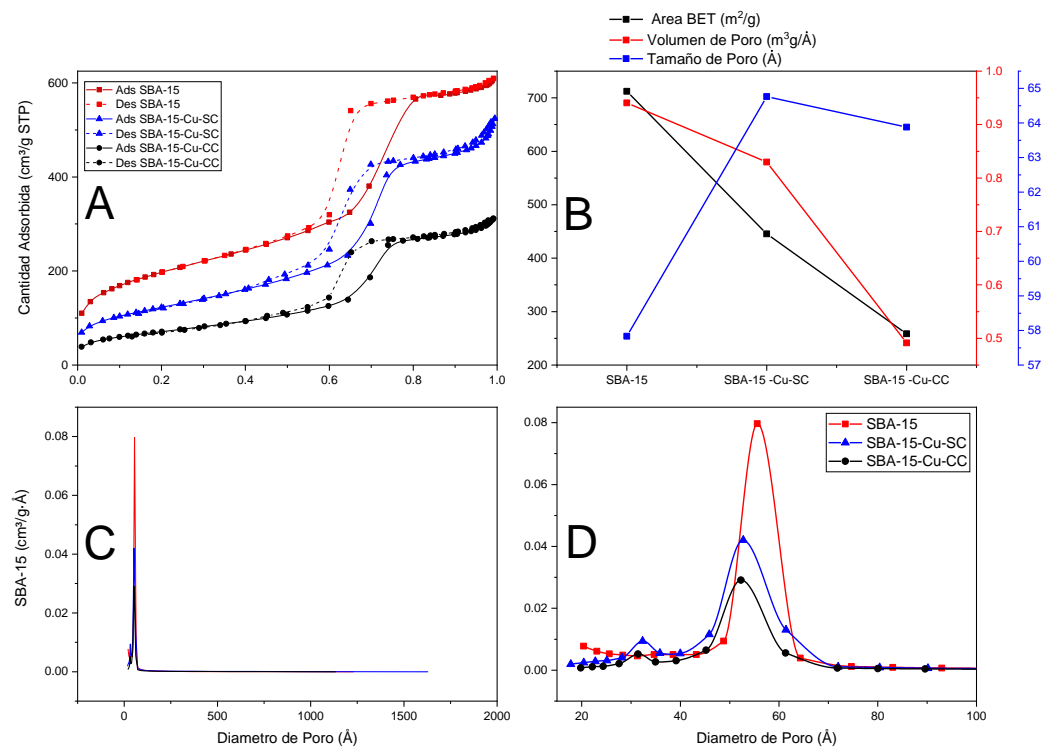 Area BET (m²/g)
Volumen de Poro (m³g/Å)
Tamaño de Poro (Å)
Cantidad Adsorbida (cm³/g STP)
600
400
200
0
Ads SBA-15
Des SBA-15
Ads SBA-15-Cu-SC
Des SBA-15-Cu-SC
Ads SBA-15-Cu-CC
Des SBA-15-Cu-CC
A
0.0 0.2 0.4 0.6 0.8 1.0
700
650
600
550
500
450
400
350
300
250
200
B
SBA-15 SBA-15 -Cu-SC SBA-15 -Cu-CC
1.0
0.9
0.8
0.7
0.6
0.5
65
64
63
62
61
60
59
58
57
SBA-15 (cm³/g·Å)
0.08
0.06
0.04
0.02
0.00
C
0 500 1000 1500 2000
Diametro de Poro (Å)
0.08
0.06
0.04
0.02
0.00
D
SBA-15
SBA-15-Cu-SC
SBA-15-Cu-CC
20 40 60 80 100
Diametro de Poro (Å)